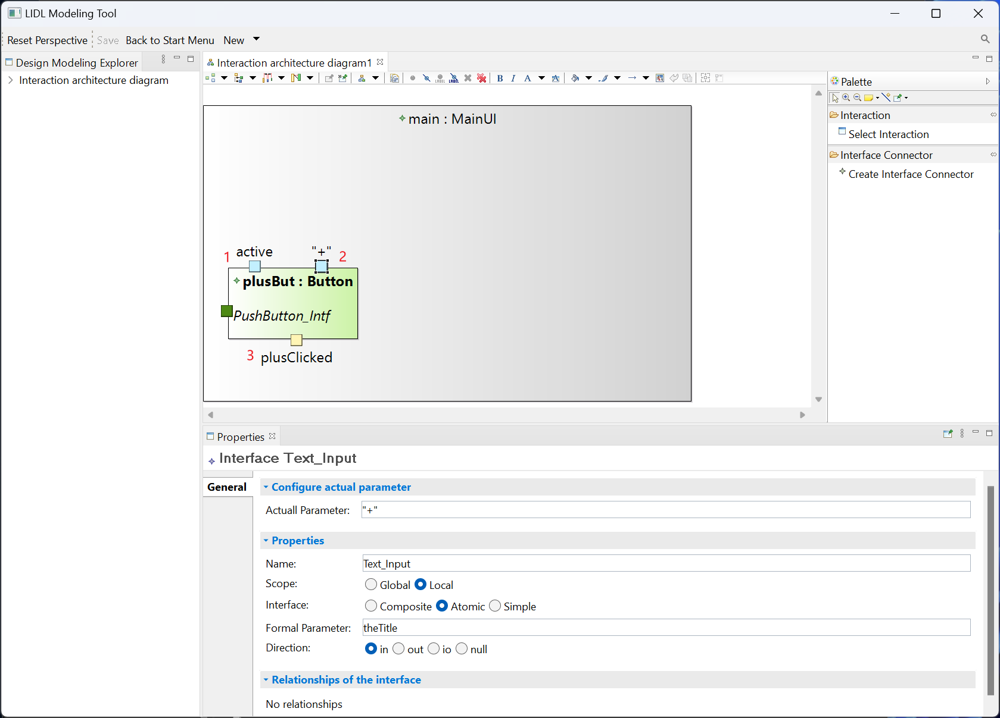 LIDL Modeling Tool
Reset Perspective Save Back to Start Menu New
Design Modeling Explorer
Interaction architecture diagram
Interaction architecture diagram1
LABEL LABEL B I A A
main : MainUI
1 active "+" 2
plusBut : Button
PushButton_Intf
3 plusClicked
Palette
Interaction
Select Interaction
Interface Connector
Create Interface Connector
Properties
Interface Text_Input
General
Configure actual parameter
Actuall Parameter: "+"
Properties
Name: Text_Input
Scope: Global Local
Interface: Composite Atomic Simple
Formal Parameter: theTitle
Direction: in out io null
Relationships of the interface
No relationships